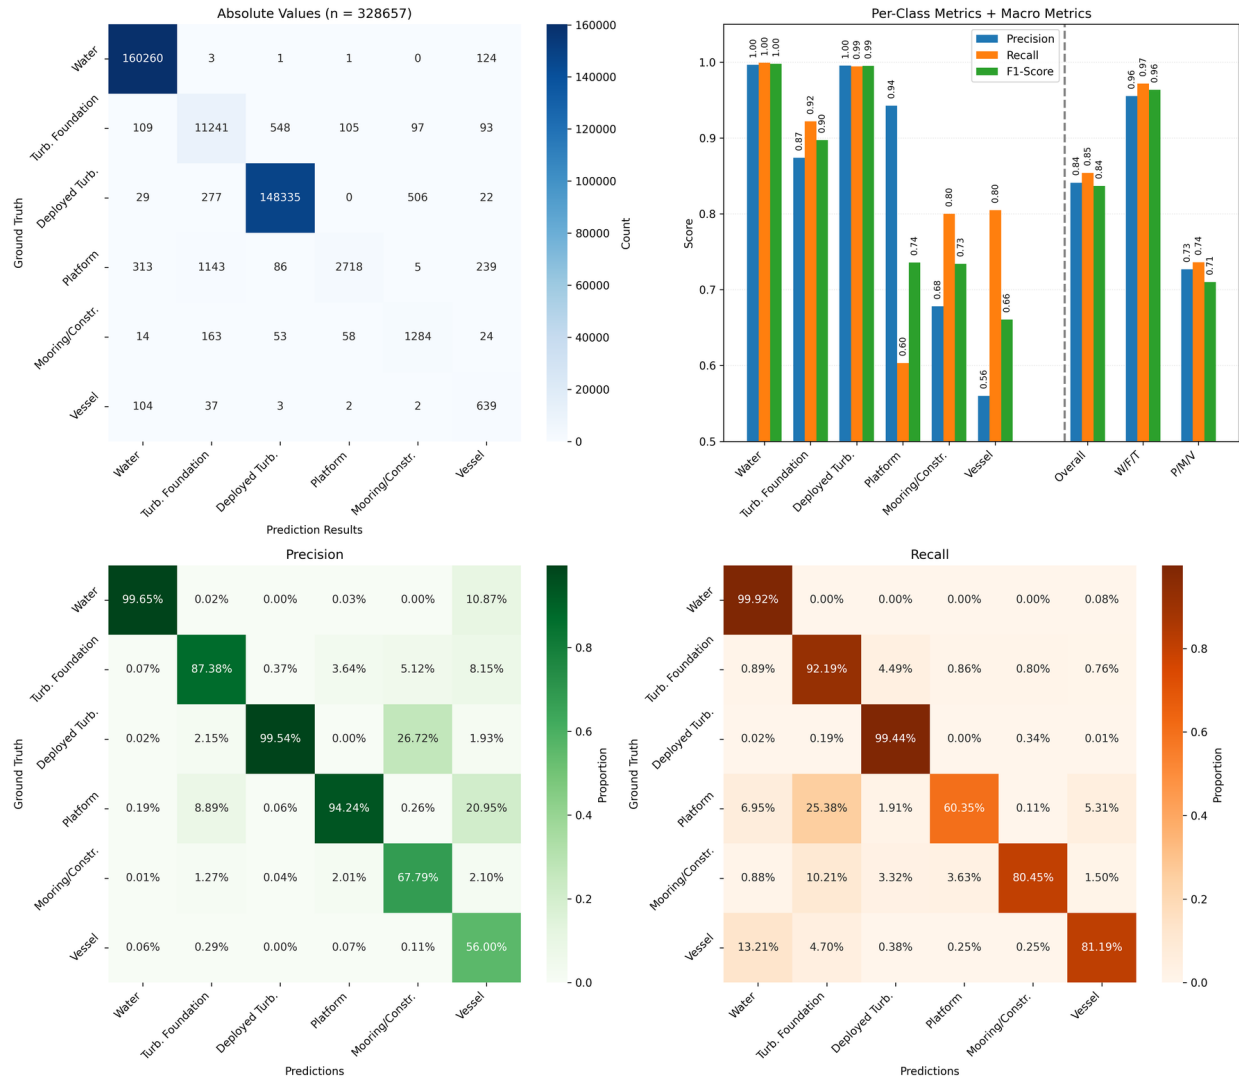 Absolute Values (n = 328657)
Ground Truth
Water 160260 3 1 1 0 124
Turb. Foundation 109 11241 548 105 97 93
Deployed Turb. 29 277 148335 0 506 22
Platform 313 1143 86 2718 5 239
Mooring/Constr. 14 163 53 58 1284 24
Vessel 104 37 3 2 2 639
Water Turb. Foundation Deployed Turb. Platform Mooring/Constr. Vessel
Prediction Results
160000
140000
120000
100000
80000
60000
40000
20000
0
Count
Per-Class Metrics + Macro Metrics
Precision
Recall
F1-Score
Score
1.0
0.9
0.8
0.7
0.6
0.5
1.00 1.00 1.00
0.87 0.92 0.90
1.00 0.99 0.99
0.94 0.60 0.74
0.68 0.80 0.73
0.56 0.80 0.66
0.84 0.85 0.84
0.96 0.97 0.96
0.73 0.74 0.71
Water Turb. Foundation Deployed Turb. Platform Mooring/Constr. Vessel Overall W/F/T P/M/V
Precision
Ground Truth
Water 99.65% 0.02% 0.00% 0.03% 0.00% 10.87%
Turb. Foundation 0.07% 87.38% 0.37% 3.64% 5.12% 8.15%
Deployed Turb. 0.02% 2.15% 99.54% 0.00% 26.72% 1.93%
Platform 0.19% 8.89% 0.06% 94.24% 0.26% 20.95%
Mooring/Constr. 0.01% 1.27% 0.04% 2.01% 67.79% 2.10%
Vessel 0.06% 0.29% 0.00% 0.07% 0.11% 56.00%
Water Turb. Foundation Deployed Turb. Platform Mooring/Constr. Vessel
Predictions
0.8
0.6
0.4
0.2
0.0
Proportion
Recall
Ground Truth
Water 99.92% 0.00% 0.00% 0.00% 0.00% 0.08%
Turb. Foundation 0.89% 92.19% 4.49% 0.86% 0.80% 0.76%
Deployed Turb. 0.02% 0.19% 99.44% 0.00% 0.34% 0.01%
Platform 6.95% 25.38% 1.91% 60.35% 0.11% 5.31%
Mooring/Constr. 0.88% 10.21% 3.32% 3.63% 80.45% 1.50%
Vessel 13.21% 4.70% 0.38% 0.25% 0.25% 81.19%
Water Turb. Foundation Deployed Turb. Platform Mooring/Constr. Vessel
Predictions
0.8
0.6
0.4
0.2
0.0
Proportion